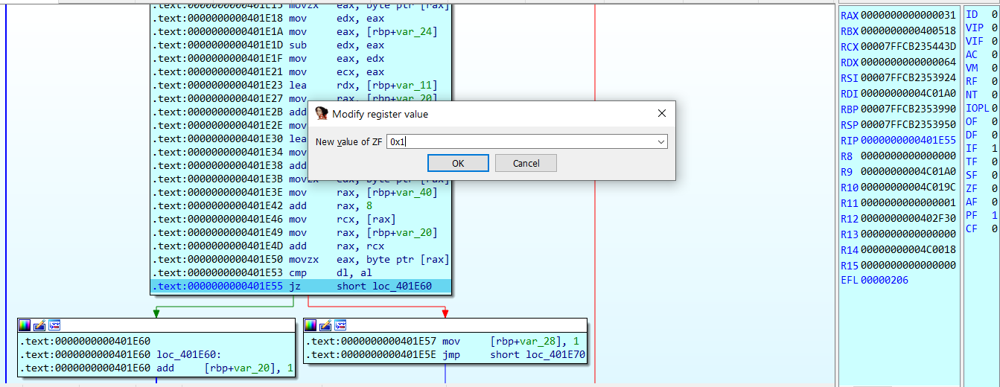 .text:0000000000401E15 movzx eax, byte ptr [rax]
.text:0000000000401E18 mov edx, eax
.text:0000000000401E1A mov eax, [rbp+var_24]
.text:0000000000401E1D sub edx, eax
.text:0000000000401E1F mov eax, edx
.text:0000000000401E21 mov ecx, eax
.text:0000000000401E23 lea rdx, [rbp+var_11]
.text:0000000000401E27 mov rax, [rbp+var_20]
.text:0000000000401E2B add
.text:0000000000401E2E mov
.text:0000000000401E30 lea
.text:0000000000401E34 mov
.text:0000000000401E38 add
.text:0000000000401E3B movzx edx, byte ptr [rax]
.text:0000000000401E3E mov rax, [rbp+var_40]
.text:0000000000401E42 add rax, 8
.text:0000000000401E46 mov rcx, [rax]
.text:0000000000401E49 mov rax, [rbp+var_20]
.text:0000000000401E4D add rax, rcx
.text:0000000000401E50 movzx eax, byte ptr [rax]
.text:0000000000401E53 cmp dl, al
.text:0000000000401E55 jz short loc_401E60
Modify register value
New value of ZF 0x1
OK Cancel
.text:0000000000401E60
.text:0000000000401E60 loc_401E60:
.text:0000000000401E60 add [rbp+var_20], 1
.text:0000000000401E57 mov [rbp+var_28], 1
.text:0000000000401E5E jmp short loc_401E70
RAX 0000000000000031
RBX 0000000000400518
RCX 00007FFCB235443D
RDX 0000000000000064
RSI 00007FFCB2353924
RDI 00000000004C01A0
RBP 00007FFCB2353990
RSP 00007FFCB2353950
RIP 0000000000401E55
R8 0000000000000000
R9 00000000004C01A0
R10 00000000004C019C
R11 0000000000000001
R12 0000000000402F30
R13 0000000000000000
R14 00000000004C0018
R15 0000000000000000
EFL 00000206
ID 0
VIP 0
VIF 0
AC 0
VM 0
RF 0
NT 0
IOPL 0
OF 0
DF 0
IF 1
TF 0
SF 0
ZF 0
AF 0
PF 1
CF 0